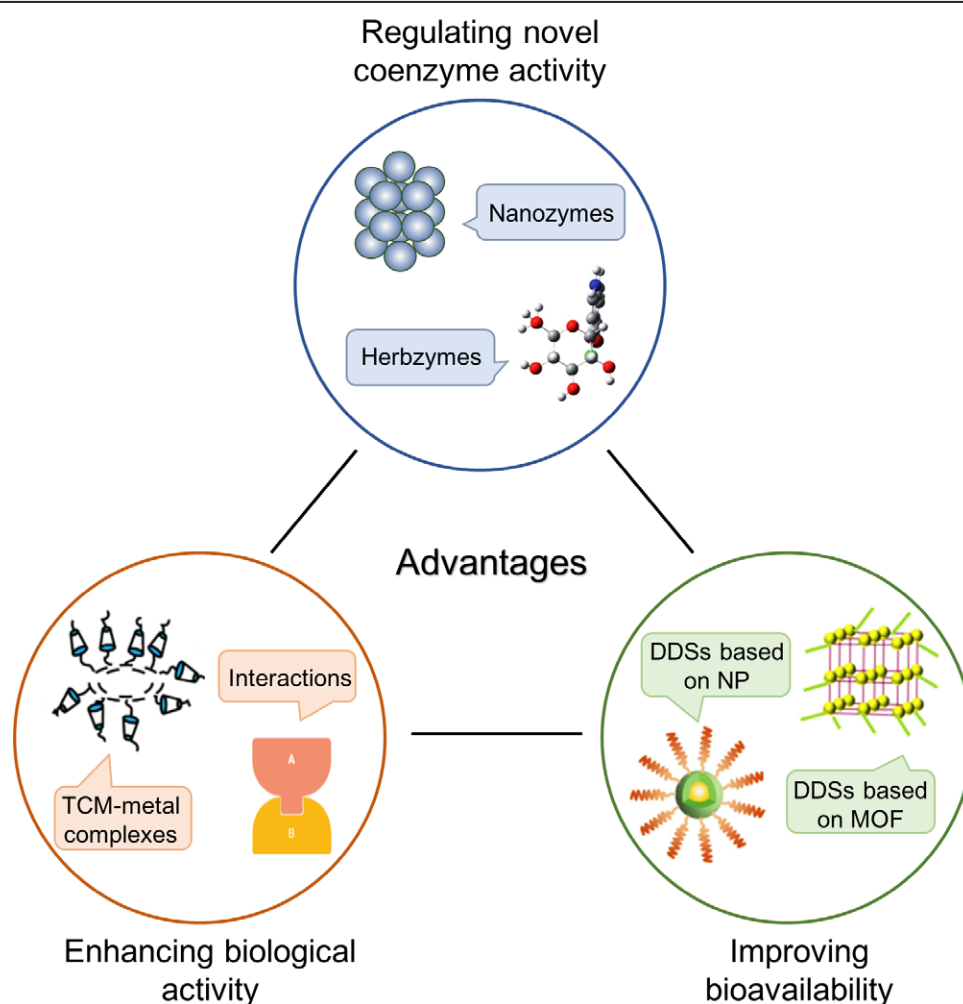 Regulating novel
coenzyme activity
Nanozymes
Herbzymes
Advantages
Interactions
A
B
TCM-metal
complexes
DDSs based
on NP
DDSs based
on MOF
Enhancing biological
activity
Improving
bioavailability